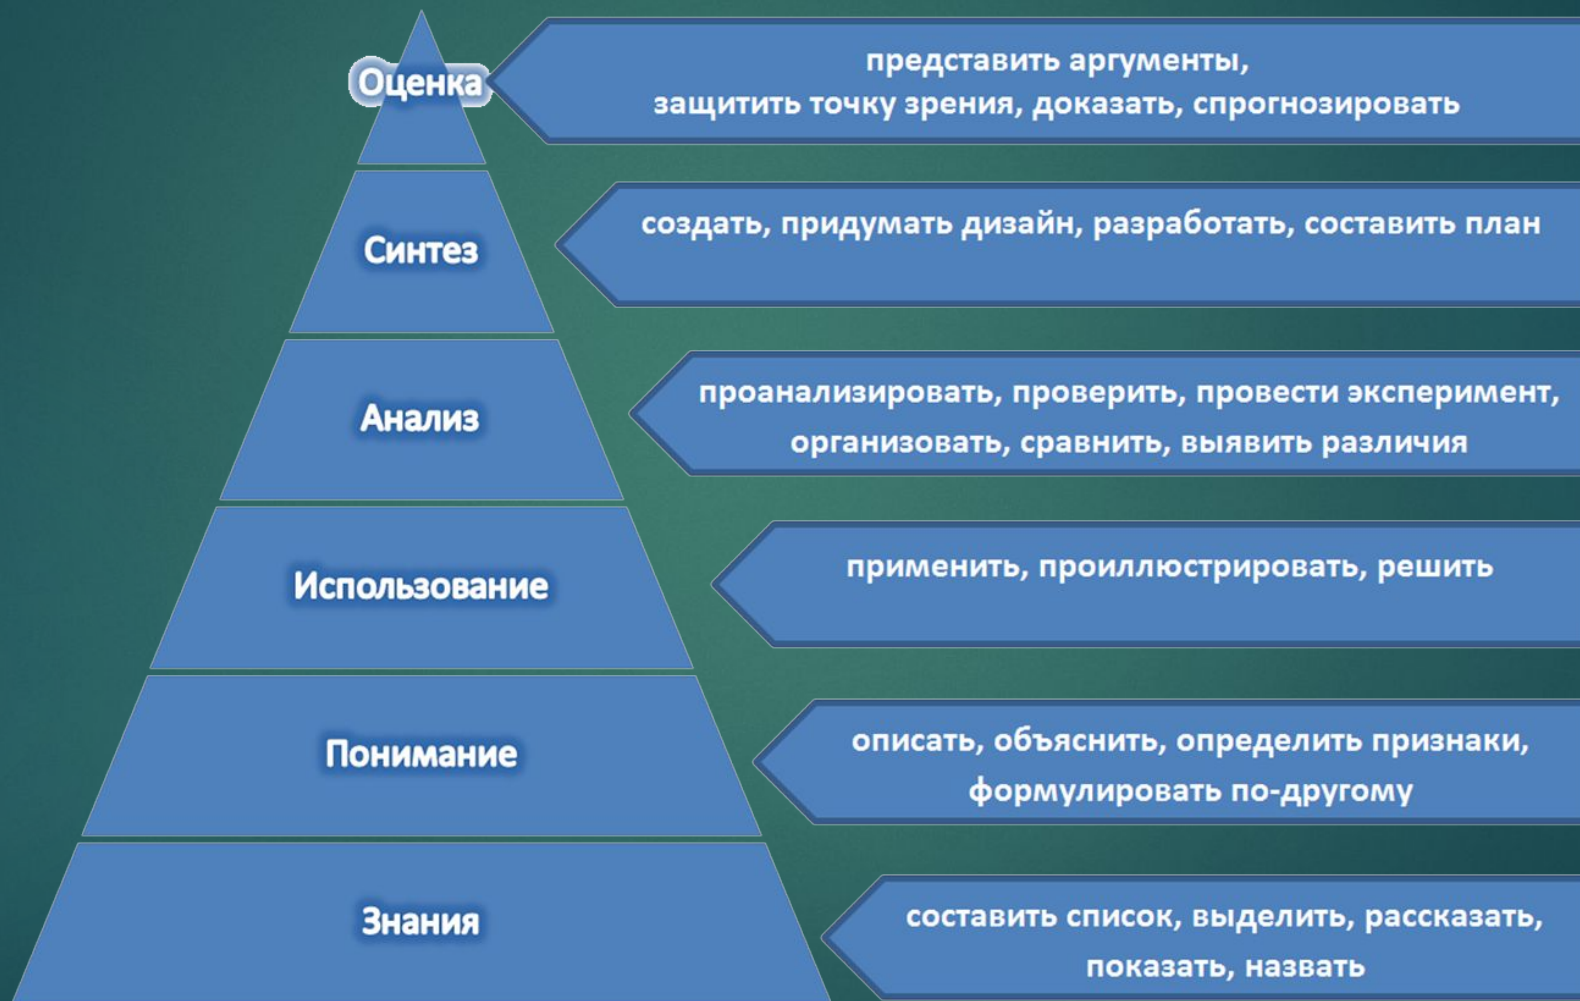 Оценка
представить аргументы,
защитить точку зрения, доказать, спрогнозировать
Синтез
создать, придумать дизайн, разработать, составить план
Анализ
проанализировать, проверить, провести эксперимент,
организовать, сравнить, выявить различия
Использование
применить, проиллюстрировать, решить
Понимание
описать, объяснить, определить признаки,
формулировать по-другому
Знания
составить список, выделить, рассказать,
показать, назвать